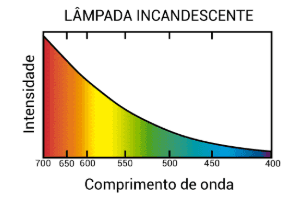 LÂMPADA INCANDESCENTE
Intensidade
700 650 600 550 500 450 400
Comprimento de onda